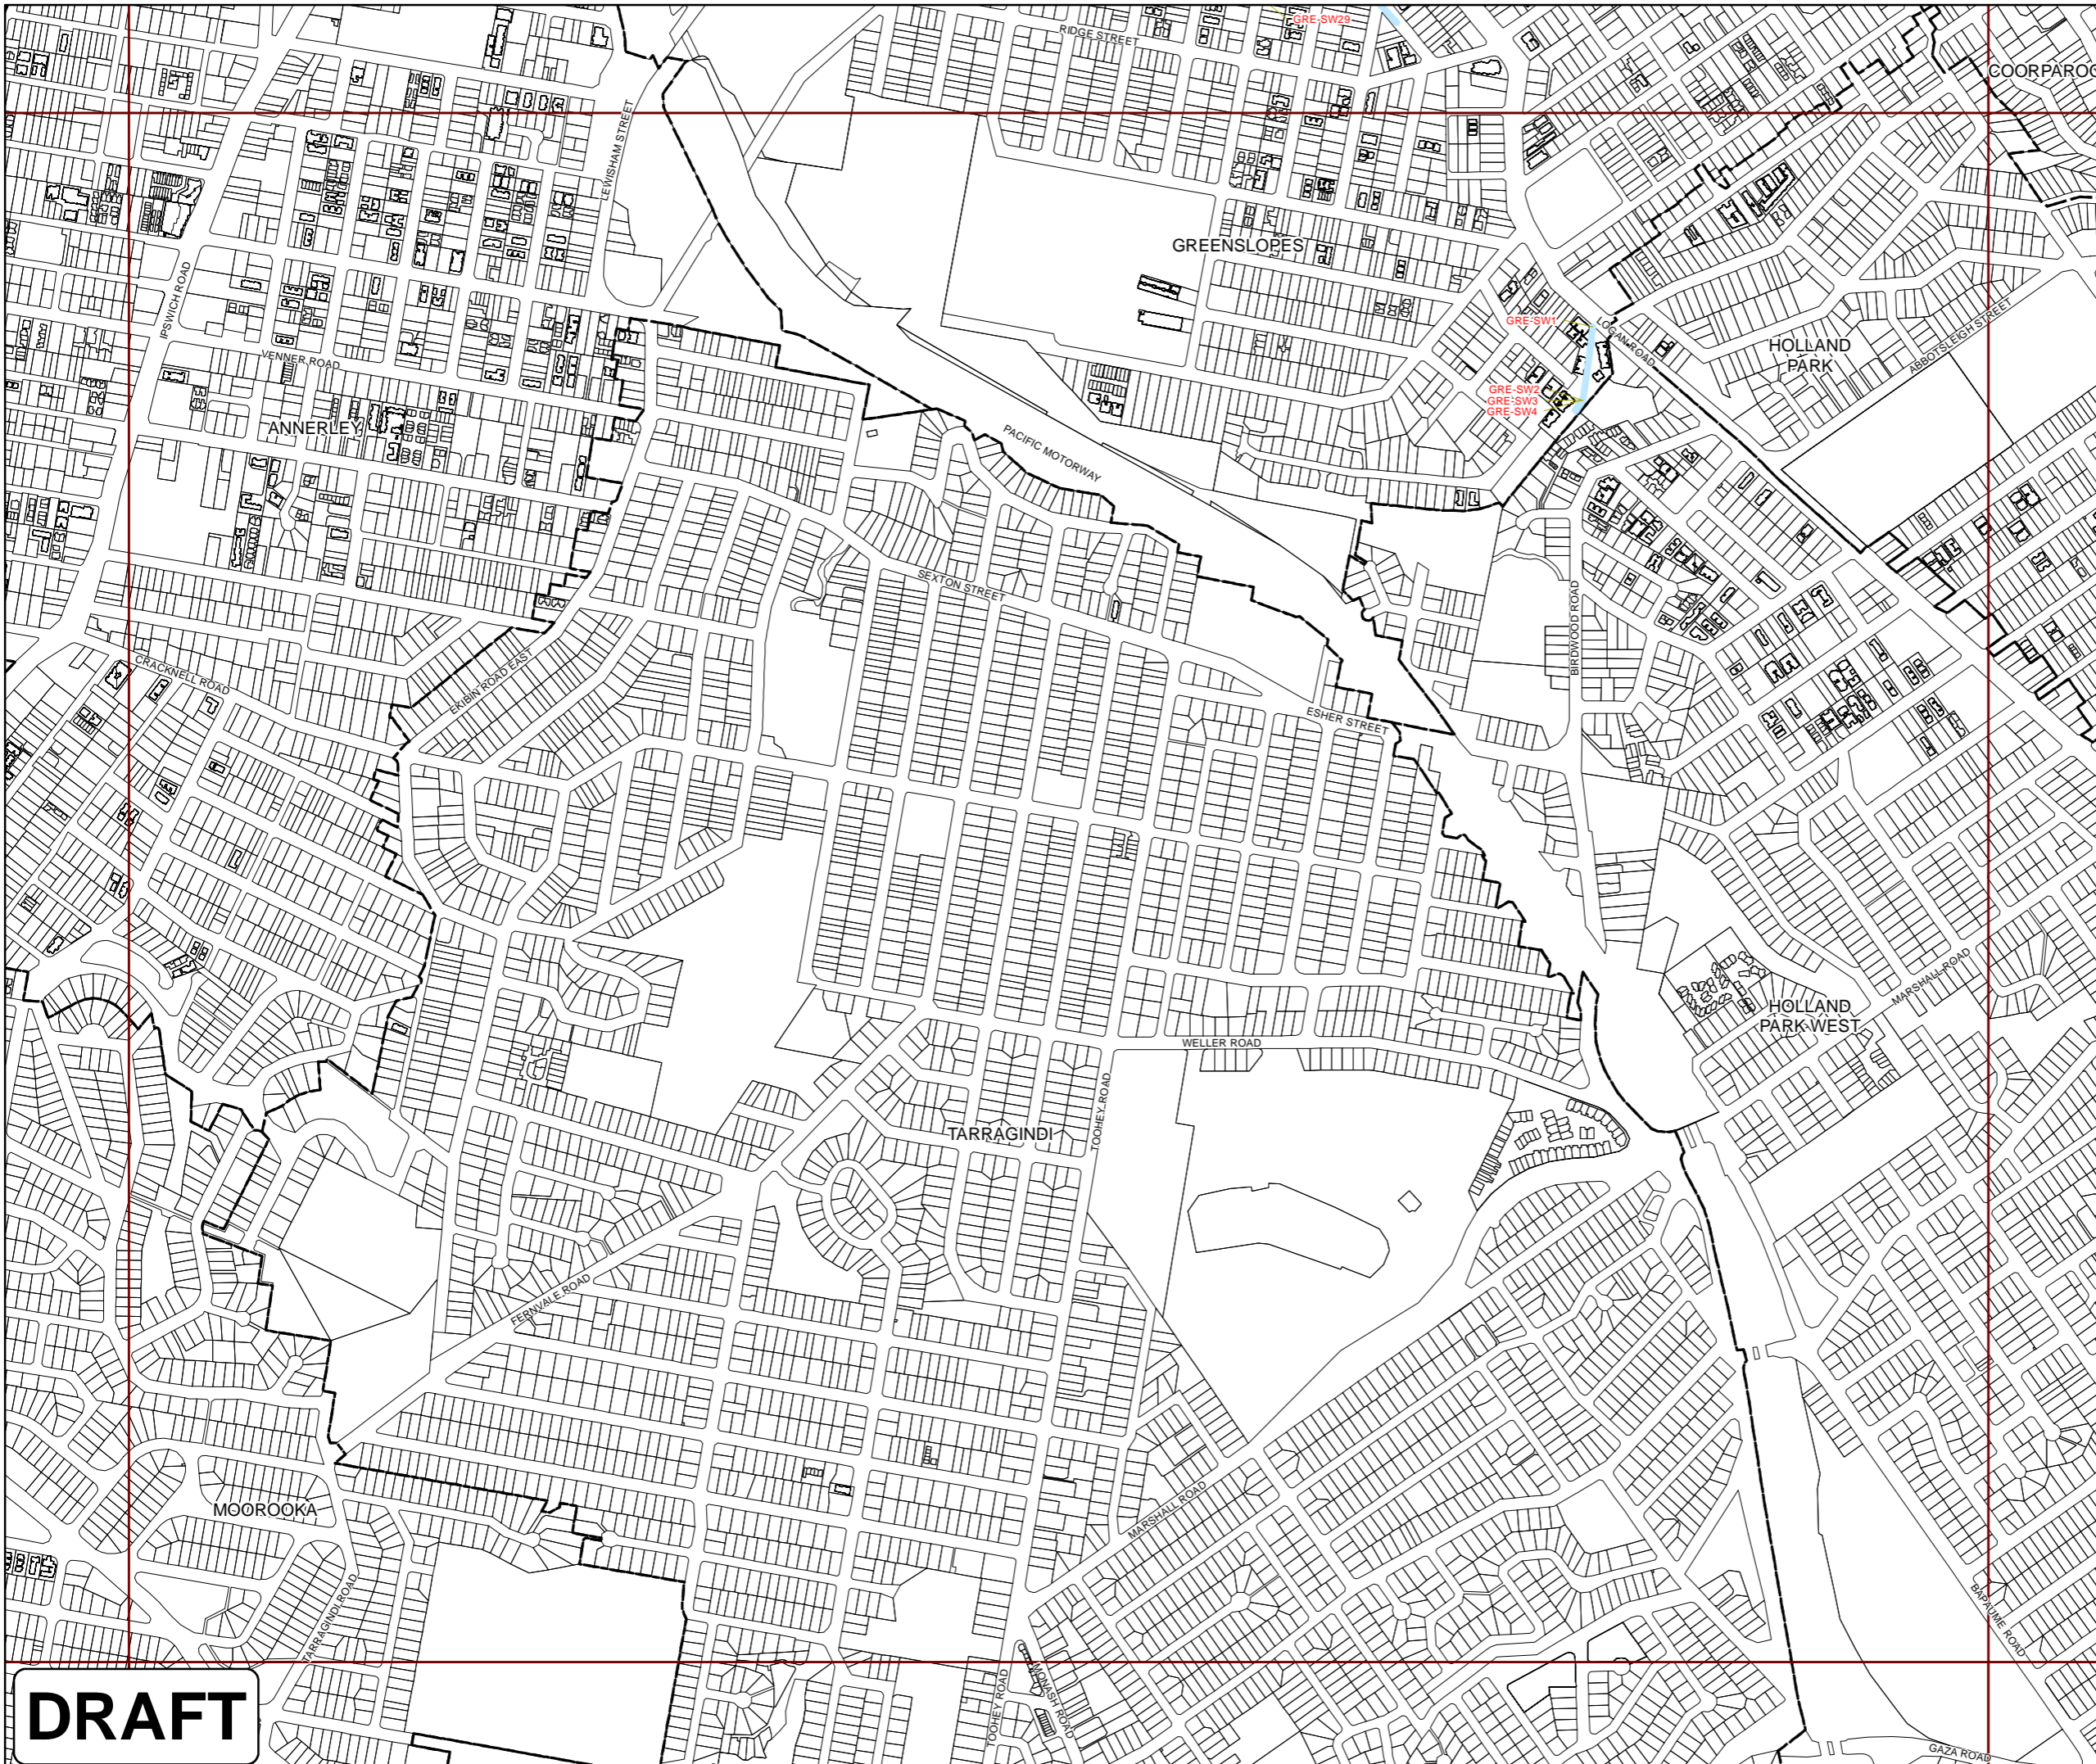 GRE-SW29
RIDGE STREET
COORPAROO
LEWISHAM STREET
GREENSLOPES
IPSWICH ROAD
GRE-SW1
LOGAN ROAD
HOLLAND
PARK
ABBOTSLEIGH STREET
VENNER ROAD
GRE-SW2
GRE-SW3
GRE-SW4
ANNERLEY
PACIFIC MOTORWAY
SEXTON STREET
BIRDWOOD ROAD
CRACKNELL ROAD
EKIBIN ROAD EAST
ESHER STREET
MARSHALL ROAD
HOLLAND
PARK WEST
WELLER ROAD
TOOHEY ROAD
TARRAGINDI
FERNVALE ROAD
MARSHALL ROAD
MOOROOKA
TARRAGINDI ROAD
BAPAUME ROAD
TOOHEY ROAD
MONASH ROAD
DRAFT
GAZA ROAD